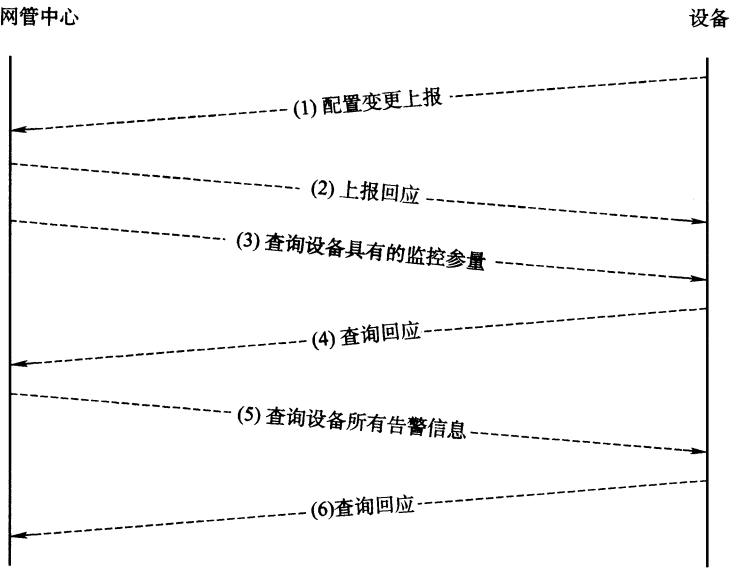 网管中心
设备
(1) 配置变更上报
(2) 上报回应
(3) 查询设备具有的监控参量
(4) 查询回应
(5) 查询设备所有告警信息
(6)查询回应